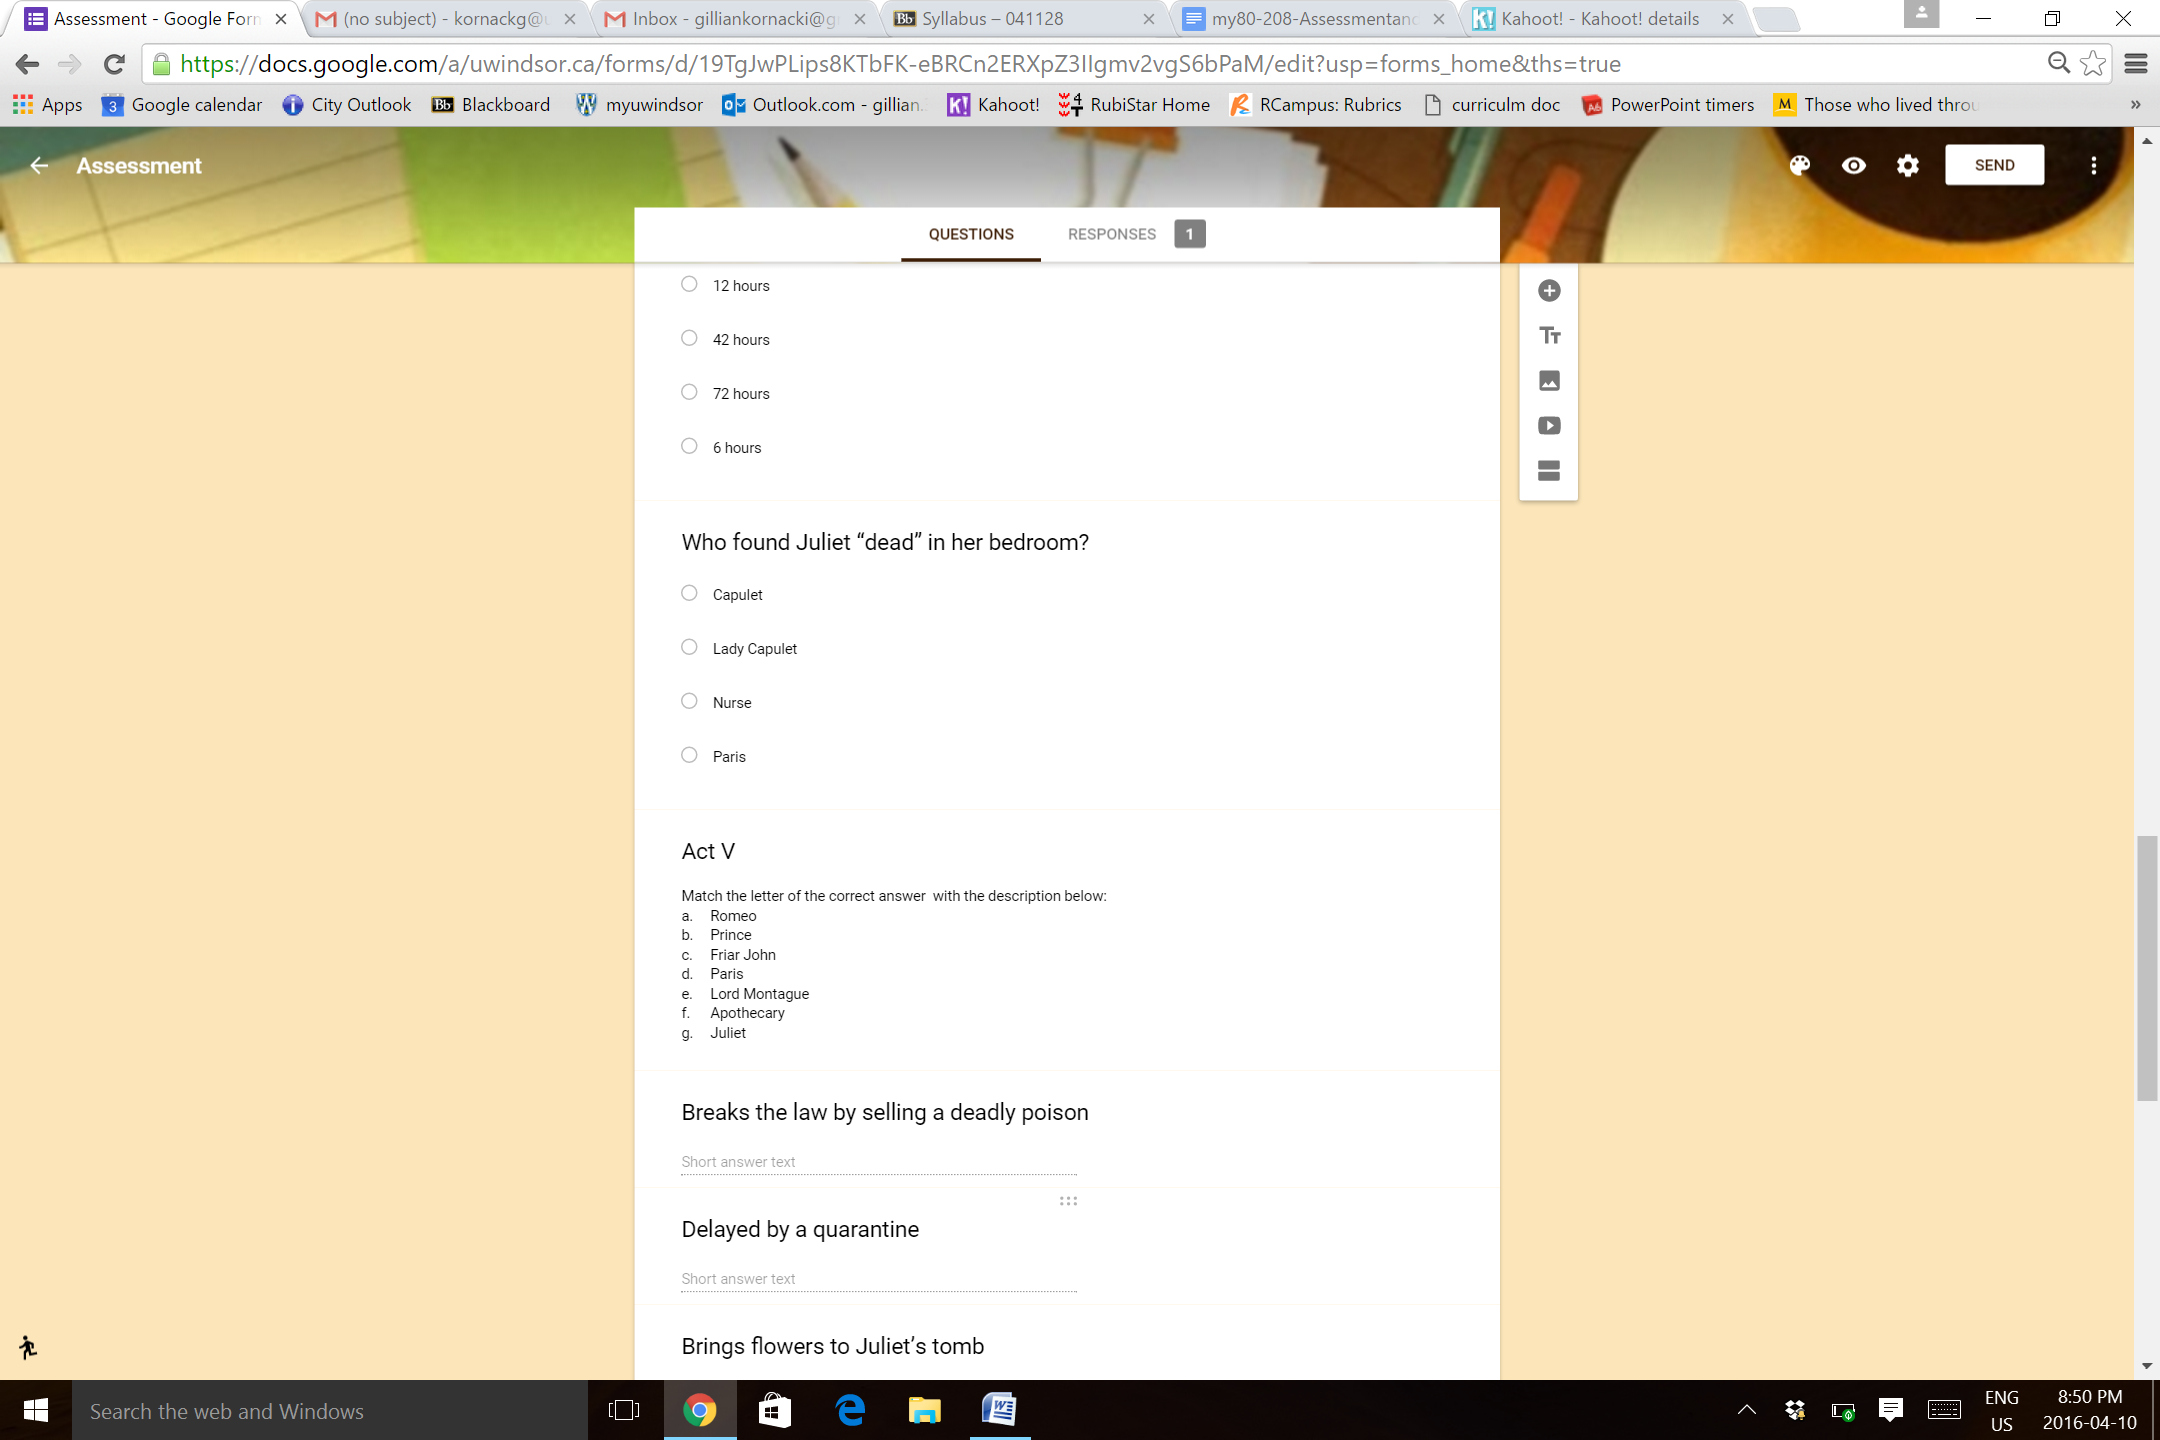 Assessment - Google Forn
(no subject) - kornackg@u
Inbox - gilliankornacki@g
Bb Syllabus – 041128
my80-208-Assessmentanc
K! Kahoot! - Kahoot! details
https://docs.google.com/a/uwindsor.ca/forms/d/19TgJwPLips8KTbFK-eBRCn2ERXpZ3IIgmv2vgS6bPaM/edit?usp=forms_home&ths=true
Apps 3 Google calendar City Outlook Bb Blackboard myuwindsor Outlook.com - gillian. K! Kahoot! RubiStar Home RCampus: Rubrics curriculm doc PowerPoint timers M Those who lived throu »
Assessment
SEND
QUESTIONS RESPONSES 1
12 hours
42 hours
72 hours
6 hours
Who found Juliet “dead” in her bedroom?
Capulet
Lady Capulet
Nurse
Paris
Act V
Match the letter of the correct answer  with the description below:
a. Romeo
b. Prince
c. Friar John
d. Paris
e. Lord Montague
f. Apothecary
g. Juliet
Breaks the law by selling a deadly poison
Short answer text
Delayed by a quarantine
Short answer text
Brings flowers to Juliet’s tomb
Search the web and Windows
ENG
US
8:50 PM
2016-04-10